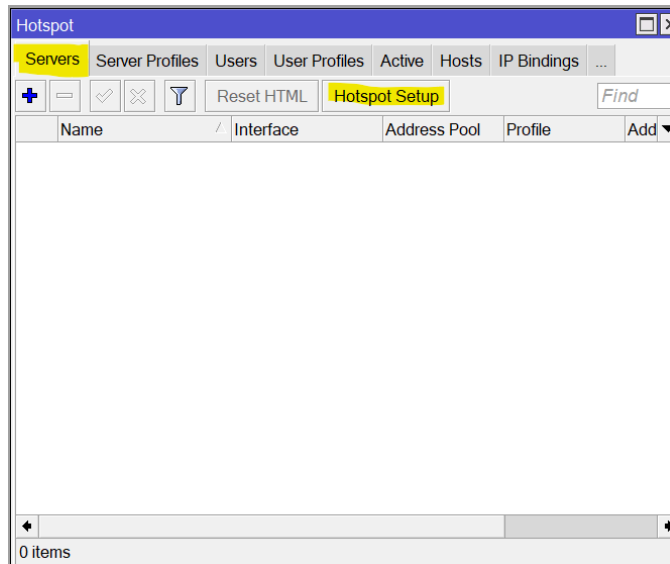 Hotspot
Servers Server Profiles Users User Profiles Active Hosts IP Bindings ...
Reset HTML Hotspot Setup Find
Name Interface Address Pool Profile Add
0 items